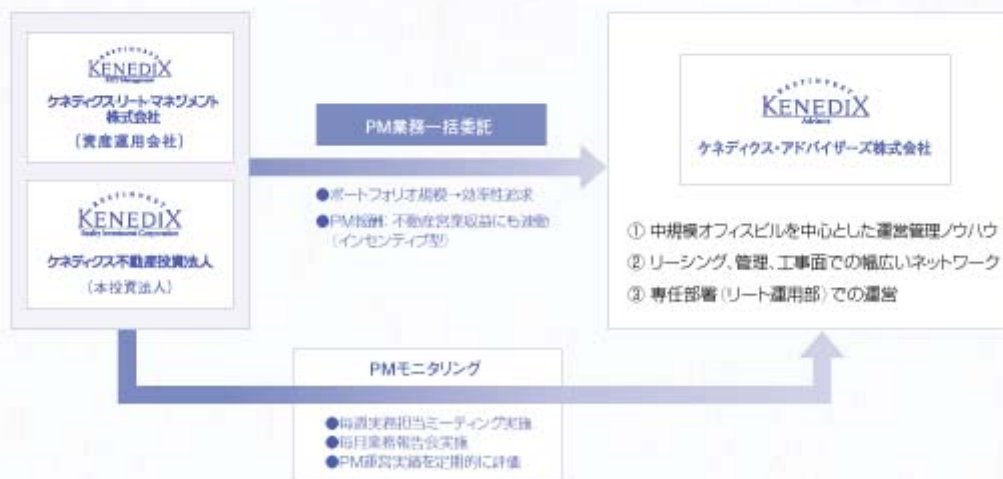 KENEDIX
ケネディクス・リート・マネジメント
株式会社
(資産運用会社)
KENEDIX
Realty Investment Corporation
ケネディクス不動産投資法人
(本投資法人)
PM業務一括委託
●ポートフォリオ規模→効率性追求
●PM報酬:不動産営業収益にも連動
(インセンティブ型)
KENEDIX
Advisors
ケネディクス・アドバイザーズ株式会社
① 中規模オフィスビルを中心とした運営管理ノウハウ
② リーシング、管理、工事面での幅広いネットワーク
③ 専任部署(リート運用部)での運営
PMモニタリング
●毎週実務担当ミーティング実施
●毎月業務報告会実施
●PM運営実績を定期的に評価